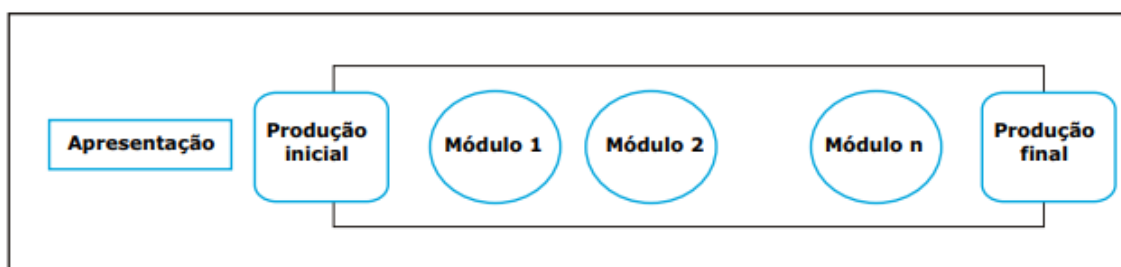 Apresentação
Produção
inicial
Módulo 1
Módulo 2
Módulo n
Produção
final